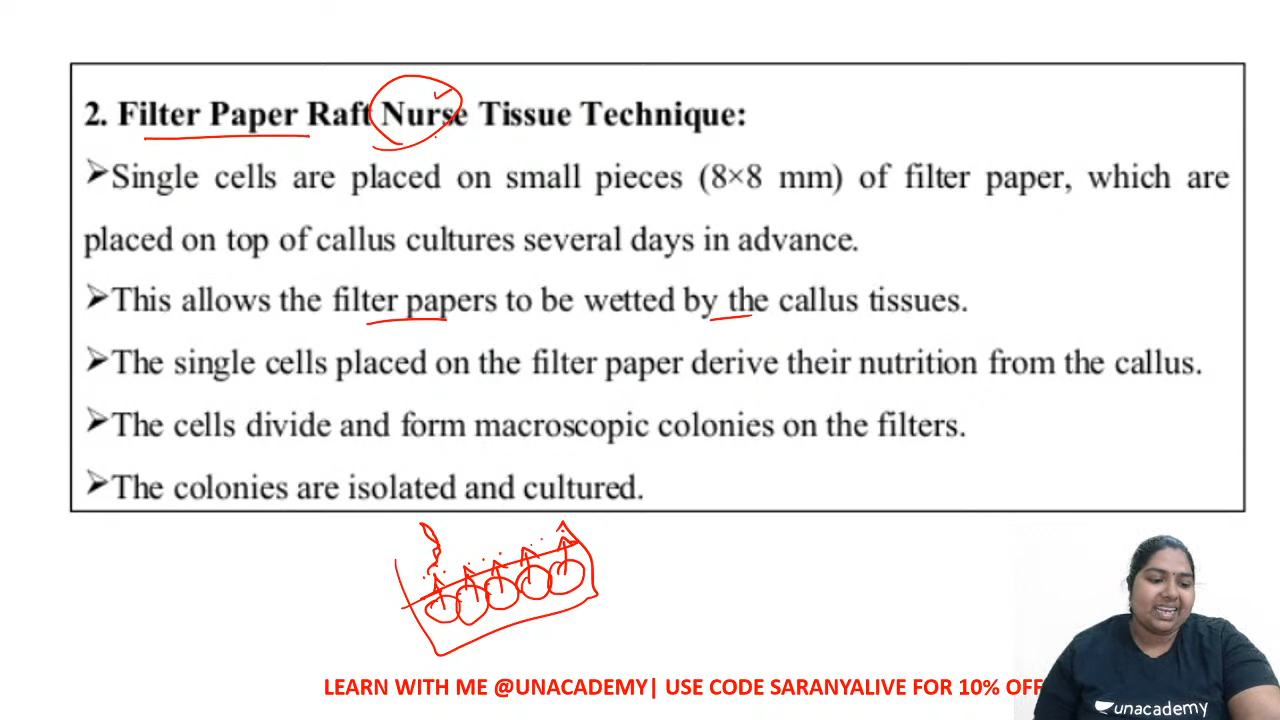 2. Filter Paper Raft Nurse Tissue Technique:
➤Single cells are placed on small pieces (8×8 mm) of filter paper, which are
placed on top of callus cultures several days in advance.
➤This allows the filter papers to be wetted by the callus tissues.
➤The single cells placed on the filter paper derive their nutrition from the callus.
➤The cells divide and form macroscopic colonies on the filters.
➤The colonies are isolated and cultured.
LEARN WITH ME @UNACADEMY| USE CODE SARANYALIVE FOR 10% OFF
unacademy